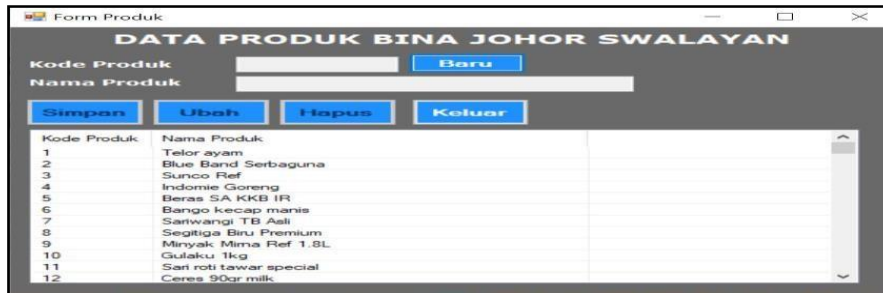 Form Produk
DATA PRODUK BINA JOHOR SWALAYAN
Kode Produk Baru
Nama Produk
Simpan Ubah Hapus Keluar
Kode Produk Nama Produk
1 Telor ayam
2 Blue Band Serbaguna
3 Sunco Ref
4 Indomie Goreng
5 Beras SA KKB IR
6 Bango kecap manis
7 Sariwangi TB Asli
8 Segitiga Biru Premium
9 Minyak Mirna Ref 1.8L
10 Gulaku 1kg
11 Sari roti tawar special
12 Ceres 90gr milk